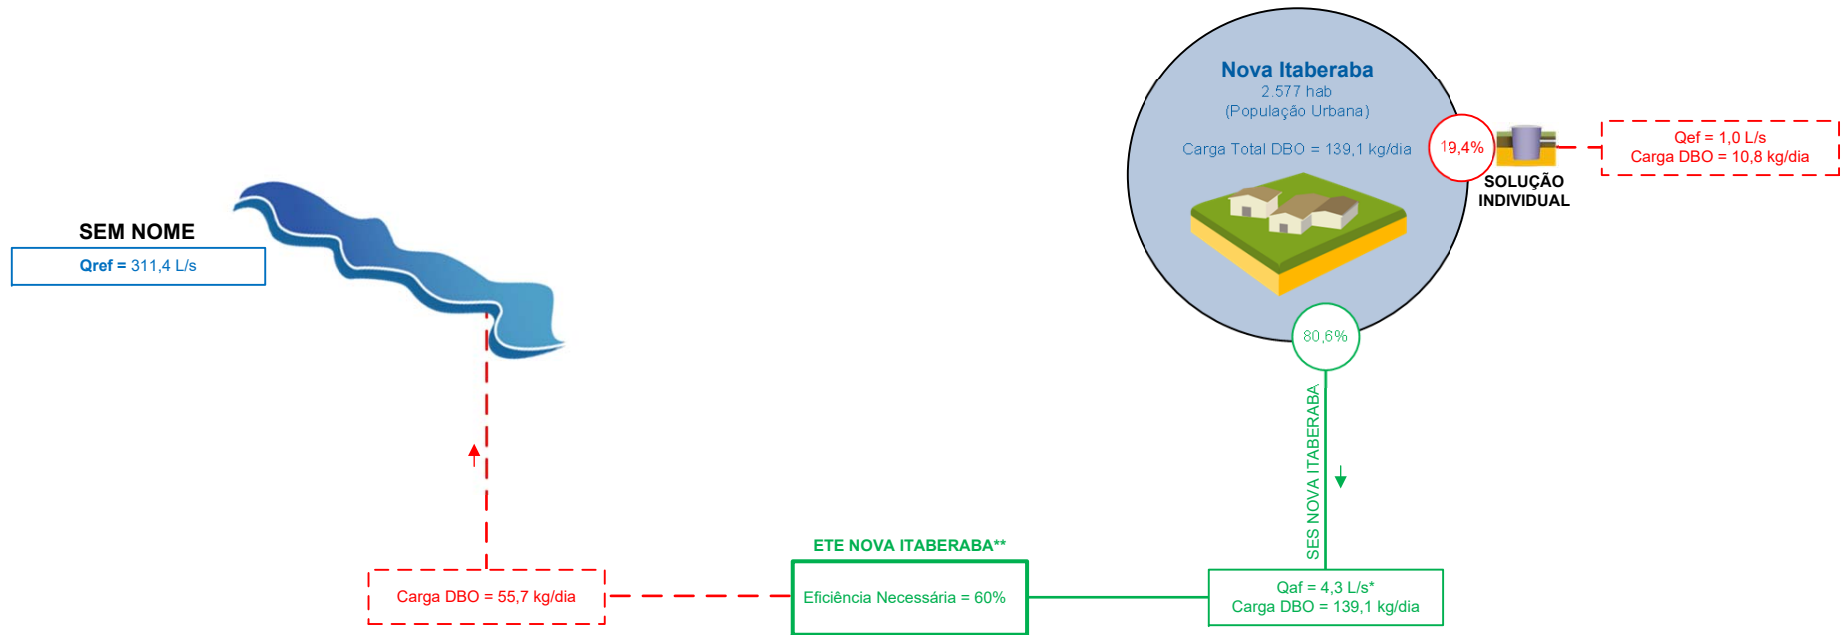 Nova Itaberaba
2.577 hab
(População Urbana)
Carga Total DBO = 139,1 kg/dia
19,4%
SOLUÇÃO
INDIVIDUAL
Qef = 1,0 L/s
Carga DBO = 10,8 kg/dia
SEM NOME
Qref = 311,4 L/s
80,6%
SES NOVA ITABERABA
ETE NOVA ITABERABA**
Eficiência Necessária = 60%
Qaf = 4,3 L/s*
Carga DBO = 139,1 kg/dia
Carga DBO = 55,7 kg/dia